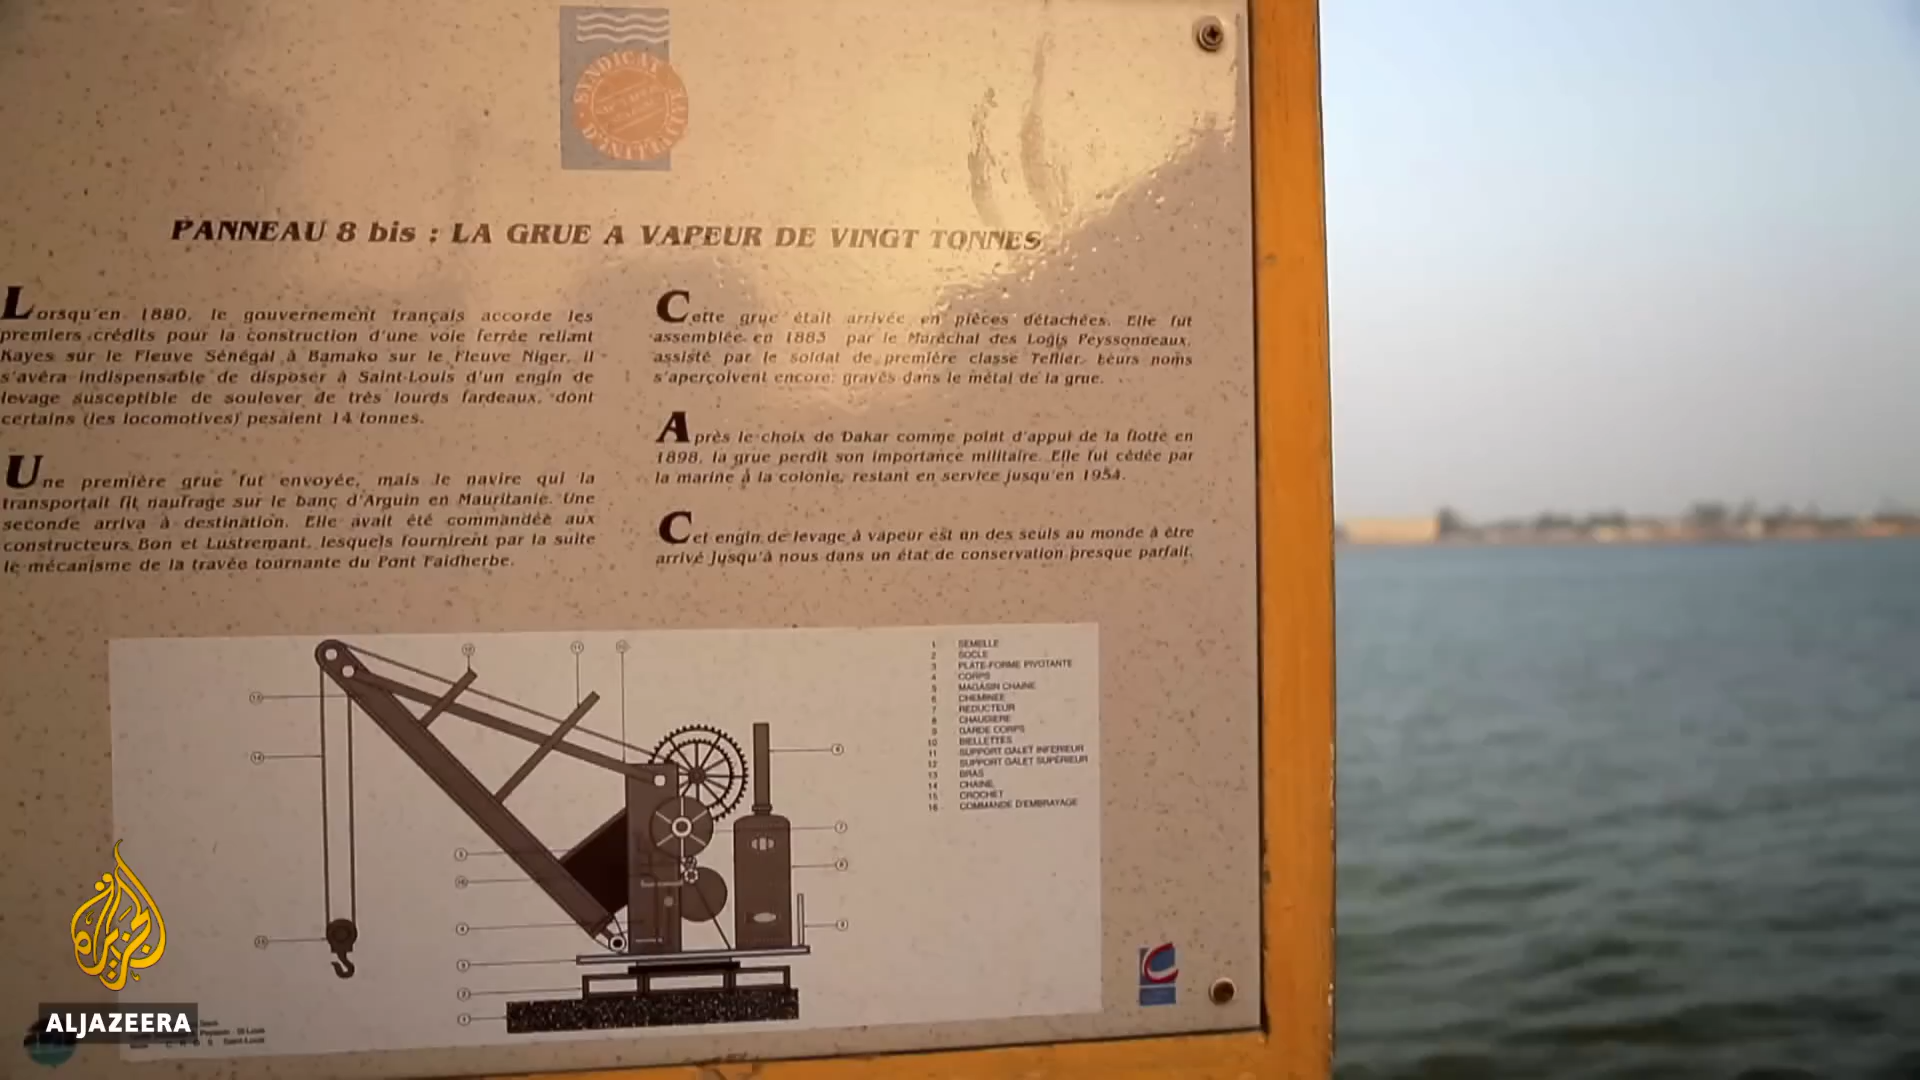 SYNDICAT
D'INITIATIVE
PANNEAU 8 bis : LA GRUE A VAPEUR DE VINGT TONNES
Lorsqu'en 1880, le gouvernement français accorde les
premiers crédits pour la construction d'une voie ferrée reliant
Kayes sur le Fleuve Sénégal à Bamako sur le Fleuve Niger, il
s'avéra indispensable de disposer à Saint-Louis d'un engin de
levage susceptible de soulever de très lourds fardeaux, dont
certains (les locomotives) pesaient 14 tonnes.
Une première grue fut envoyée, mais le navire qui la
transportait fit naufrage sur le banc d'Arguin en Mauritanie. Une
seconde arriva à destination. Elle avait été commandée aux
constructeurs Bon et Lustremant, lesquels fournirent par la suite
le mécanisme de la travée tournante du Pont Faidherbe.
Cette grue était arrivée en pièces détachées. Elle fut
assemblée en 1883 par le Maréchal des Logis Peyssonneaux,
assisté par le soldat de première classe Tellier. Leurs noms
s'aperçoivent encore, gravés dans le métal de la grue.
Après le choix de Dakar comme point d'appui de la flotte en
1898, la grue perdit son importance militaire. Elle fut cédée par
la marine à la colonie, restant en service jusqu'en 1954.
Cet engin de levage à vapeur est un des seuls au monde à être
arrivé jusqu'à nous dans un état de conservation presque parfait.
1 SEMELLE
2 SOCLE
3 PLATE-FORME PIVOTANTE
4 CORPS
5 MAGASIN CHAINE
6 CHEMINEE
7 REDUCTEUR
8 CHAUDIERE
9 GARDE CORPS
10 BIELLETTES
11 SUPPORT GALET INFERIEUR
12 SUPPORT GALET SUPERIEUR
13 BRAS
14 CHAINE
15 CROCHET
16 COMMANDE D'EMBRAYAGE
الجزيرة
ALJAZEERA
Saint-Louis